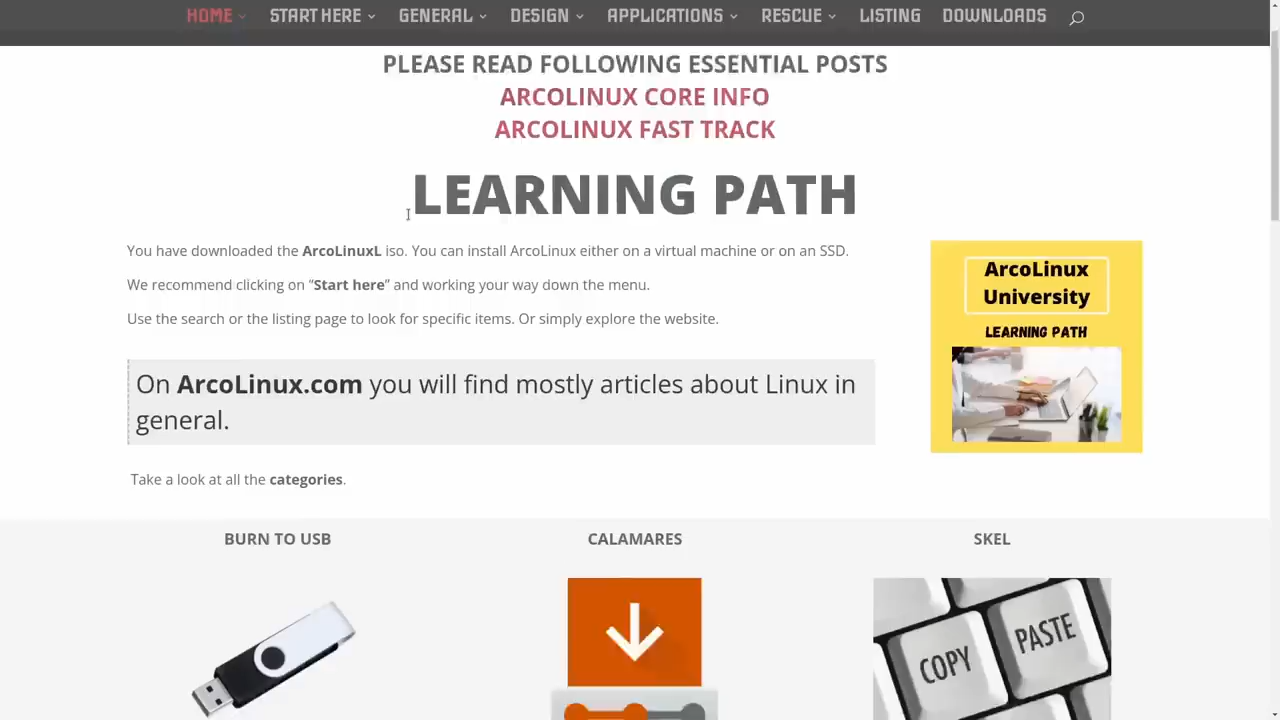 HOME START HERE GENERAL DESIGN APPLICATIONS RESCUE LISTING DOWNLOADS
PLEASE READ FOLLOWING ESSENTIAL POSTS
ARCOLINUX CORE INFO
ARCOLINUX FAST TRACK
LEARNING PATH
You have downloaded the ArcoLinuxL iso. You can install ArcoLinux either on a virtual machine or on an SSD.
We recommend clicking on "Start here" and working your way down the menu.
Use the search or the listing page to look for specific items. Or simply explore the website.
On ArcoLinux.com you will find mostly articles about Linux in
general.
Take a look at all the categories.
ArcoLinux
University
LEARNING PATH
BURN TO USB
CALAMARES
SKEL
COPY
PASTE